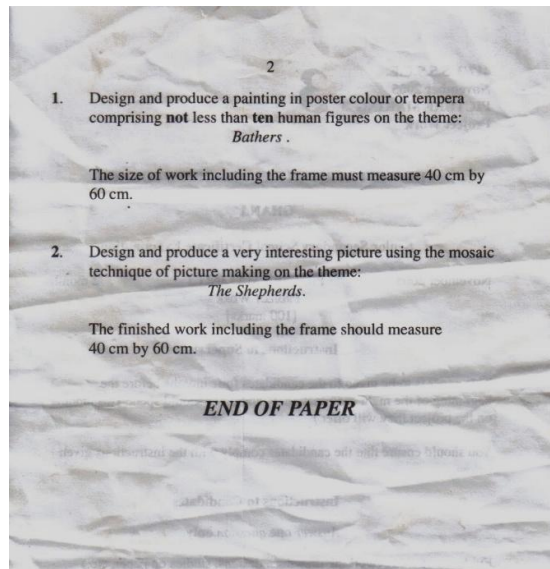 2
1. Design and produce a painting in poster colour or tempera
comprising not less than ten human figures on the theme:
Bathers .
The size of work including the frame must measure 40 cm by
60 cm.
2. Design and produce a very interesting picture using the mosaic
technique of picture making on the theme:
The Shepherds.
The finished work including the frame should measure
40 cm by 60 cm.
END OF PAPER